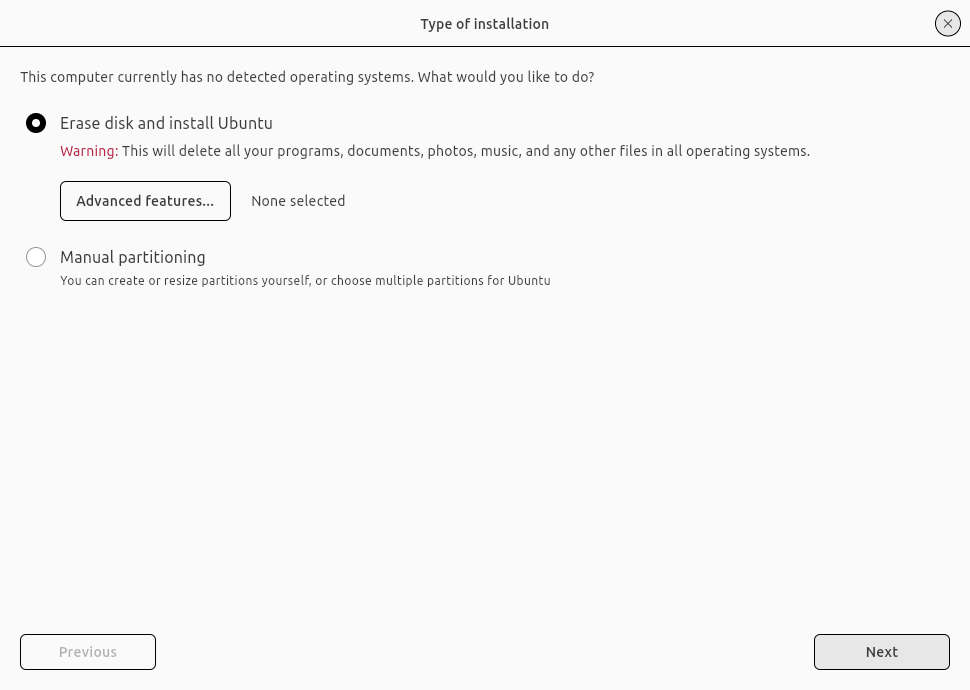 Type of installation
This computer currently has no detected operating systems. What would you like to do?
Erase disk and install Ubuntu
Warning: This will delete all your programs, documents, photos, music, and any other files in all operating systems.
Advanced features... None selected
Manual partitioning
You can create or resize partitions yourself, or choose multiple partitions for Ubuntu
Previous Next